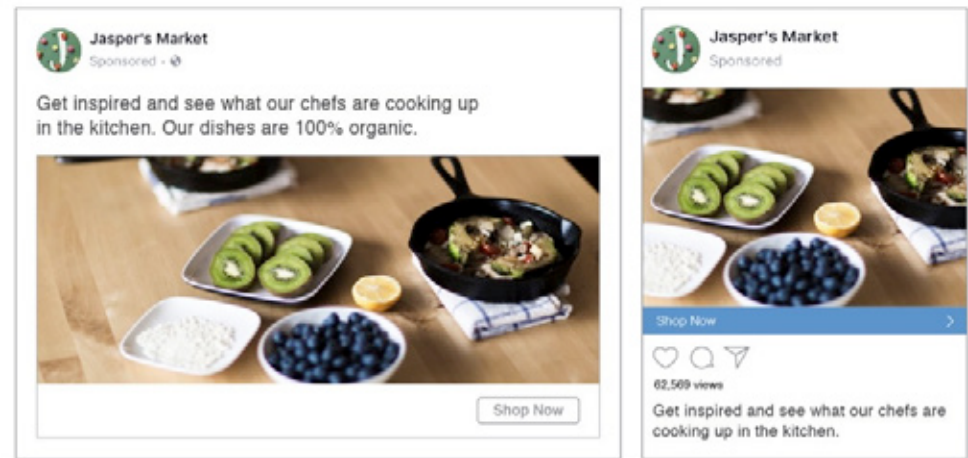 Jasper's Market
Sponsored
Get inspired and see what our chefs are cooking up
in the kitchen. Our dishes are 100% organic.
Shop Now
Jasper's Market
Sponsored
Shop Now
62,569 views
Get inspired and see what our chefs are
cooking up in the kitchen.